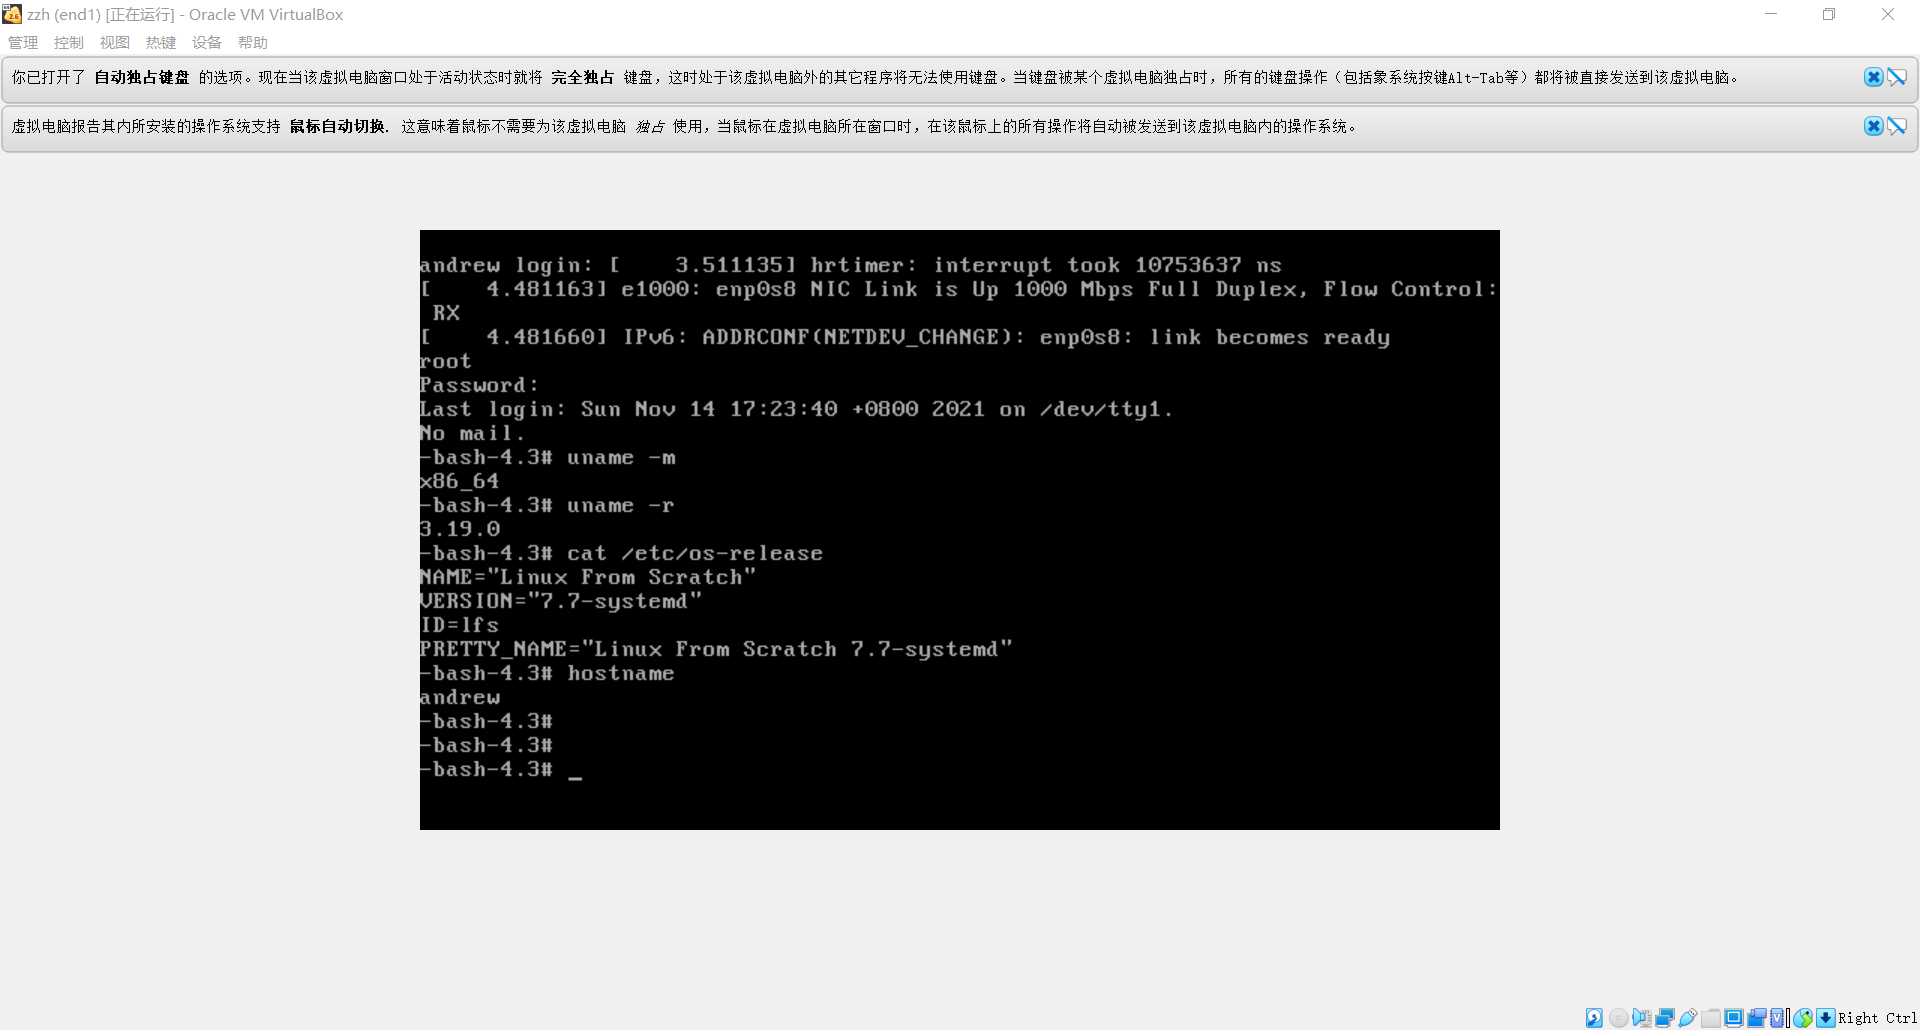 zzh (end1) [正在运行] - Oracle VM VirtualBox
管理 控制 视图 热键 设备 帮助
你已打开了 自动独占键盘 的选项。现在当该虚拟电脑窗口处于活动状态时就将 完全独占 键盘，这时处于该虚拟电脑外的其它程序将无法使用键盘。当键盘被某个虚拟电脑独占时，所有的键盘操作（包括象系统按键Alt-Tab等）都将被直接发送到该虚拟电脑。
虚拟电脑报告其内所安装的操作系统支持 鼠标自动切换. 这意味着鼠标不需要为该虚拟电脑 独占 使用，当鼠标在虚拟电脑所在窗口时，在该鼠标上的所有操作将自动被发送到该虚拟电脑内的操作系统。
andrew login: [    3.511135] hrtimer: interrupt took 10753637 ns
[    4.481163] e1000: enp0s8 NIC Link is Up 1000 Mbps Full Duplex, Flow Control:
 RX
[    4.481660] IPv6: ADDRCONF(NETDEV_CHANGE): enp0s8: link becomes ready
root
Password:
Last login: Sun Nov 14 17:23:40 +0800 2021 on /dev/tty1.
No mail.
-bash-4.3# uname -m
x86_64
-bash-4.3# uname -r
3.19.0
-bash-4.3# cat /etc/os-release
NAME="Linux From Scratch"
VERSION="7.7-systemd"
ID=lfs
PRETTY_NAME="Linux From Scratch 7.7-systemd"
-bash-4.3# hostname
andrew
-bash-4.3#
-bash-4.3#
-bash-4.3# _
Right Ctrl